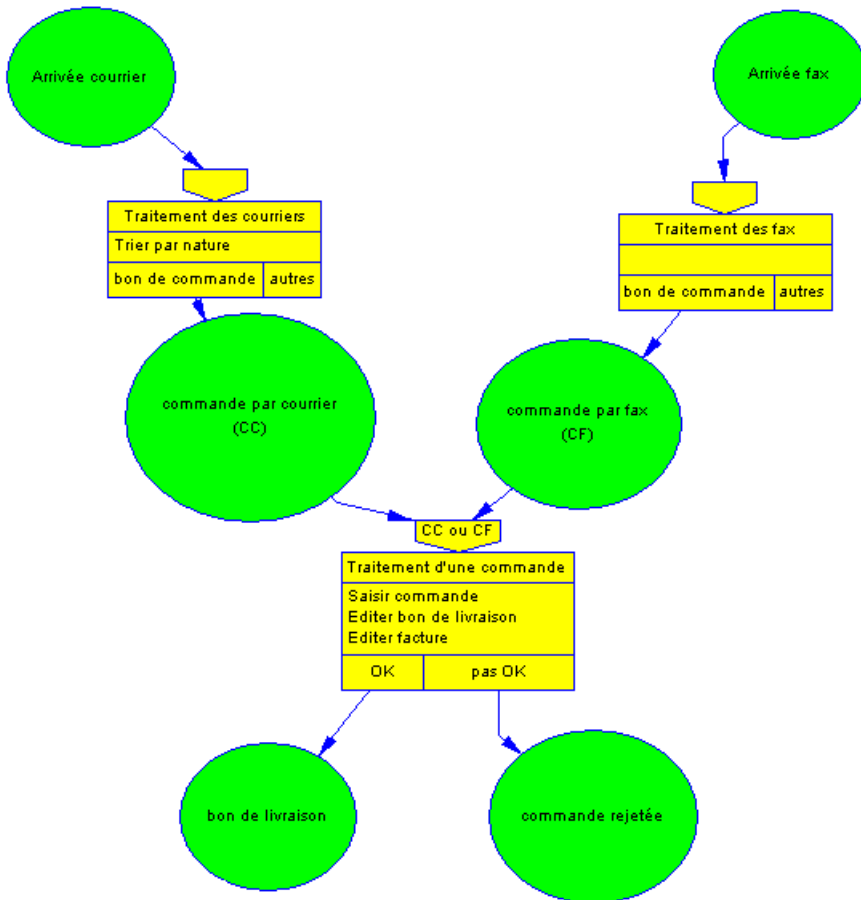 Arrivée courrier
Arrivée fax
Traitement des courriers
Trier par nature
bon de commande
autres
Traitement des fax
bon de commande
autres
commande par courrier
(CC)
commande par fax
(CF)
CC ou CF
Traitement d'une commande
Saisir commande
Editer bon de livraison
Editer facture
OK
pas OK
bon de livraison
commande rejetée